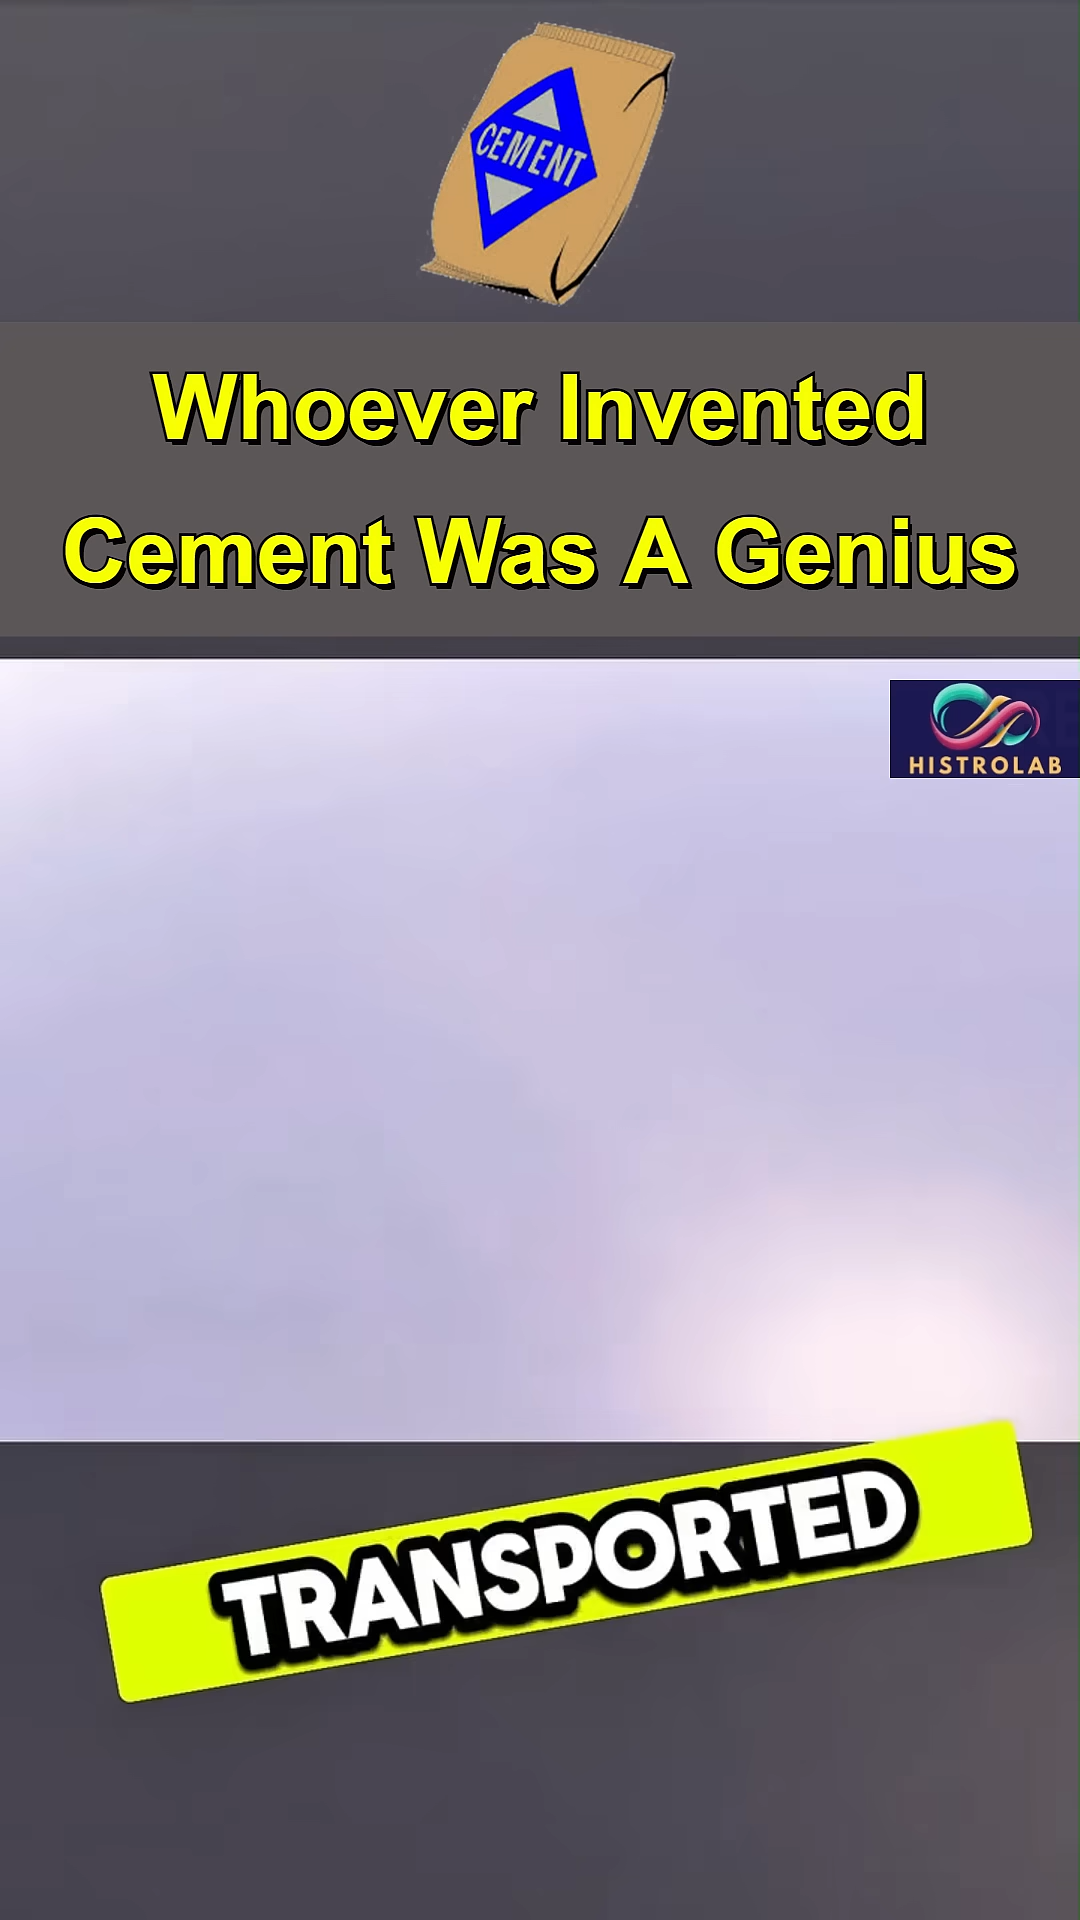 CEMENT
Whoever Invented
Cement Was A Genius
HISTROLAB
TRANSPORTED